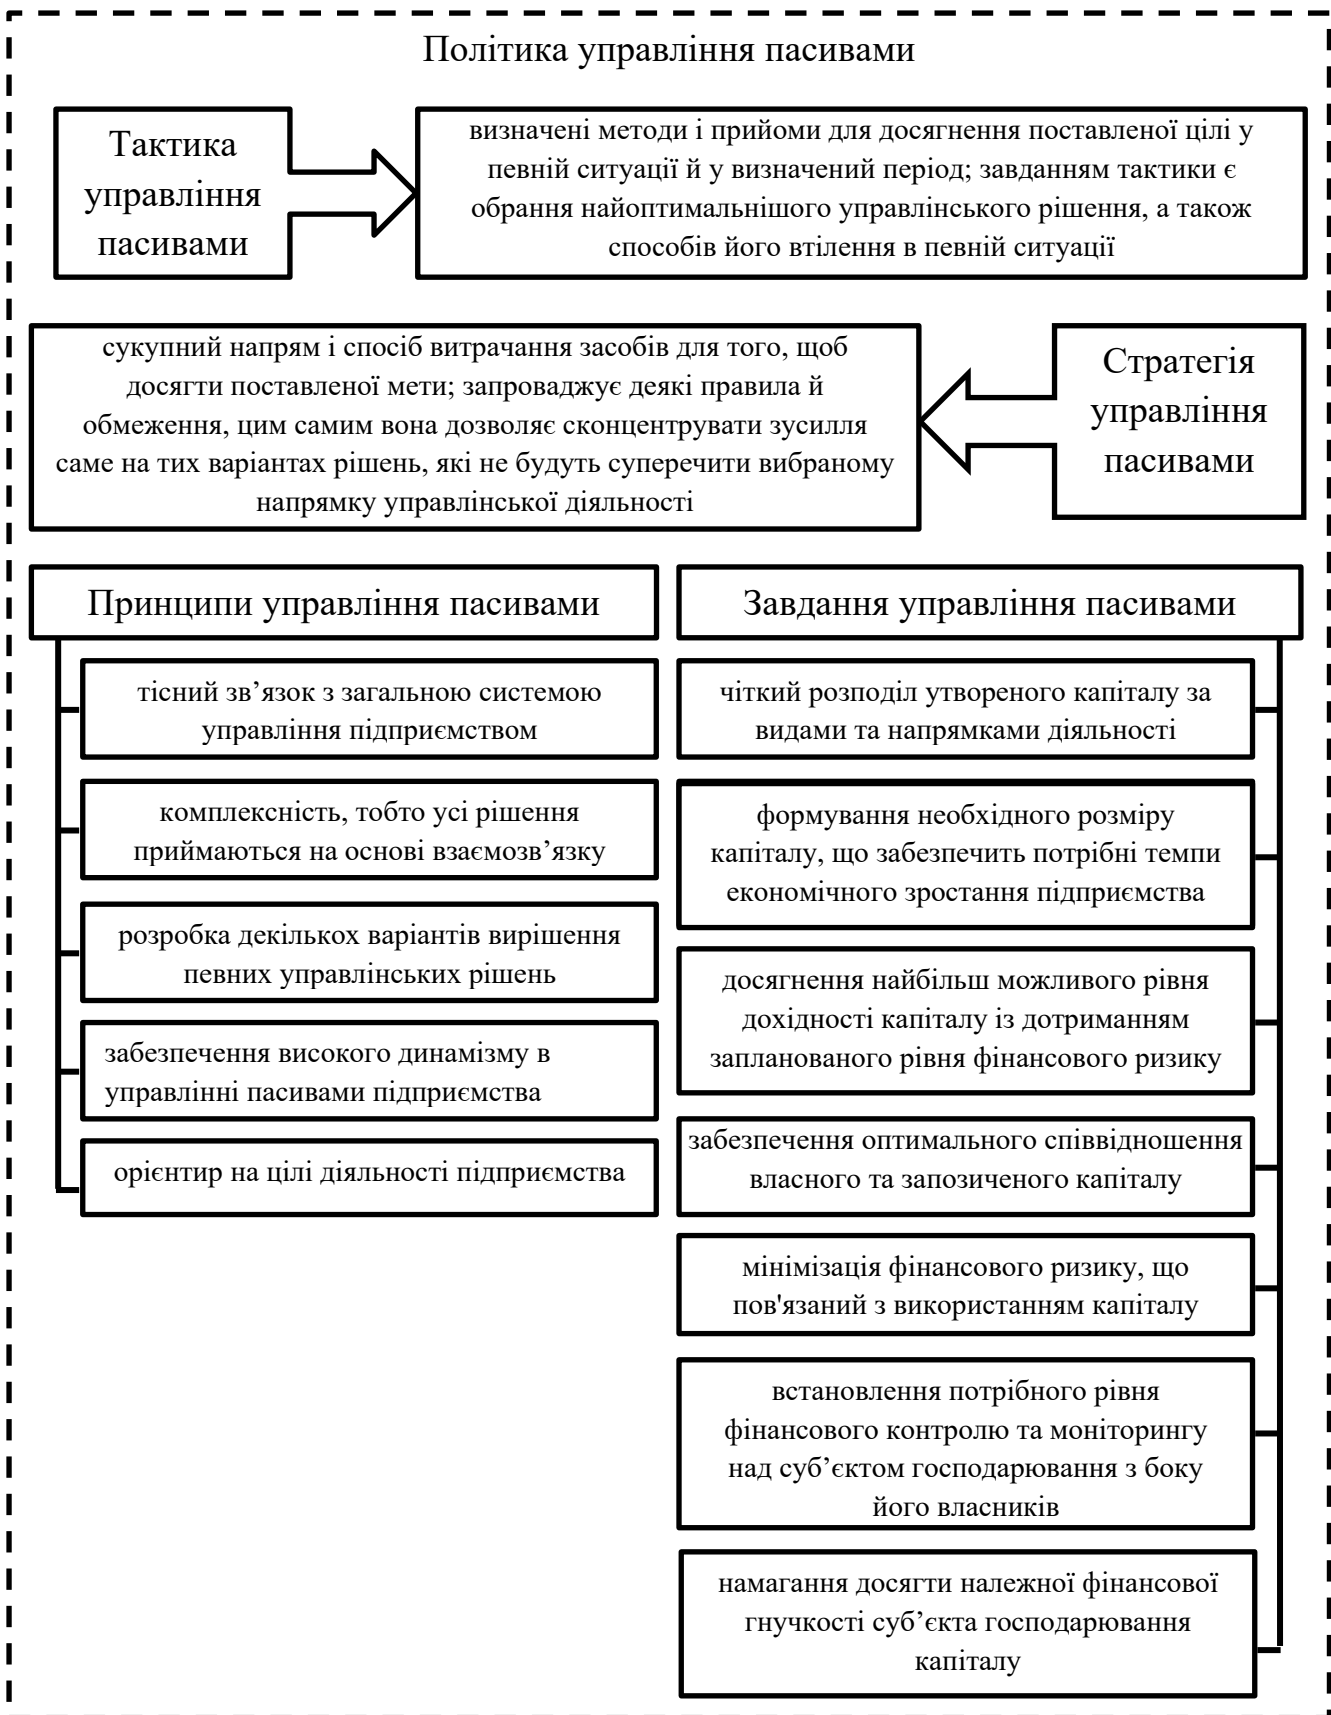 Політика управління пасивами
Тактика
управління
пасивами
визначені методи і прийоми для досягнення поставленої цілі у
певній ситуації й у визначений період; завданням тактики є
обрання найоптимальнішого управлінського рішення, а також
способів його втілення в певній ситуації
сукупний напрям і спосіб витрачання засобів для того, щоб
досягти поставленої мети; запроваджує деякі правила й
обмеження, цим самим вона дозволяє сконцентрувати зусилля
саме на тих варіантах рішень, які не будуть суперечити вибраному
напрямку управлінської діяльності
Стратегія
управління
пасивами
Принципи управління пасивами
тісний зв’язок з загальною системою
управління підприємством
комплексність, тобто усі рішення
приймаються на основі взаємозв’язку
розробка декількох варіантів вирішення
певних управлінських рішень
забезпечення високого динамізму в
управлінні пасивами підприємства
орієнтир на цілі діяльності підприємства
Завдання управління пасивами
чіткий розподіл утвореного капіталу за
видами та напрямками діяльності
формування необхідного розміру
капіталу, що забезпечить потрібні темпи
економічного зростання підприємства
досягнення найбільш можливого рівня
дохідності капіталу із дотриманням
запланованого рівня фінансового ризику
забезпечення оптимального співвідношення
власного та запозиченого капіталу
мінімізація фінансового ризику, що
пов'язаний з використанням капіталу
встановлення потрібного рівня
фінансового контролю та моніторингу
над суб’єктом господарювання з боку
його власників
намагання досягти належної фінансової
гнучкості суб’єкта господарювання
капіталу